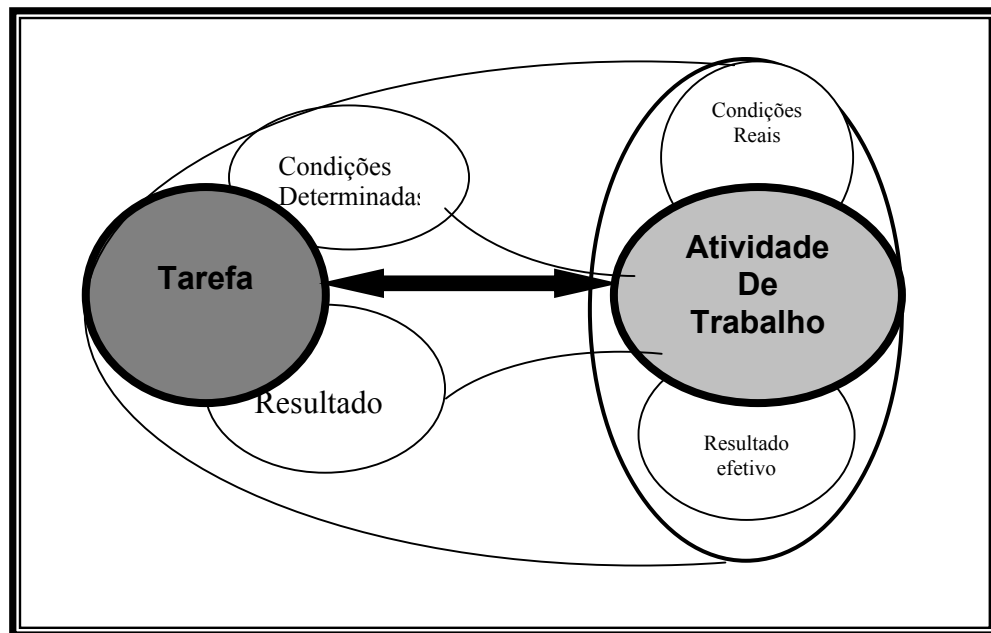 Condições
Determinadas
Tarefa
Resultado
Condições
Reais
Atividade
De
Trabalho
Resultado
efetivo